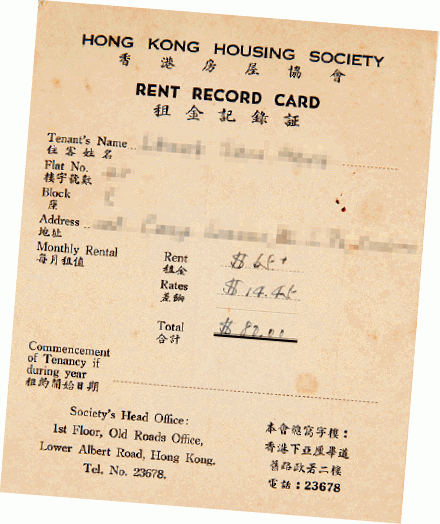 HONG KONG HOUSING SOCIETY
香港房屋協會
RENT RECORD CARD
租金記錄証
Tenant's Name
住客姓名
Flat No.
樓宇號數
Block
座
Address
地址
Monthly Rental
每月租值
Rent
租金
Rates
差餉
$ 14.45
Total
合計
$ 80.00
Commencement
of Tenancy if
during year
租約開始日期
Society's Head Office:
1st Floor, Old Roads Office,
Lower Albert Road, Hong Kong.
Tel. No. 23678.
本會總寫字樓：
香港下亞厘畢道
舊路政署二樓
電話：23678